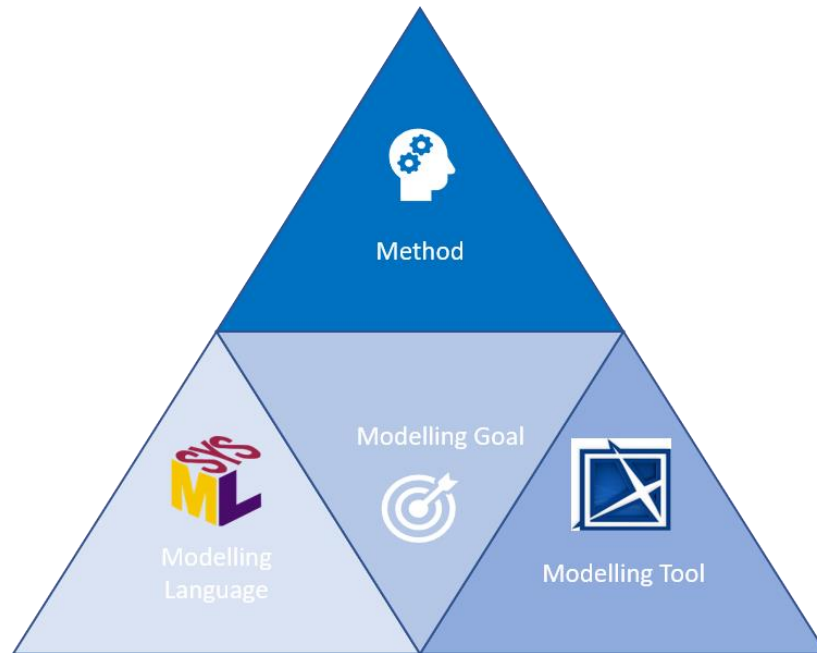 Method
Modelling Goal
SYS
ML
Modelling
Language
Modelling Tool